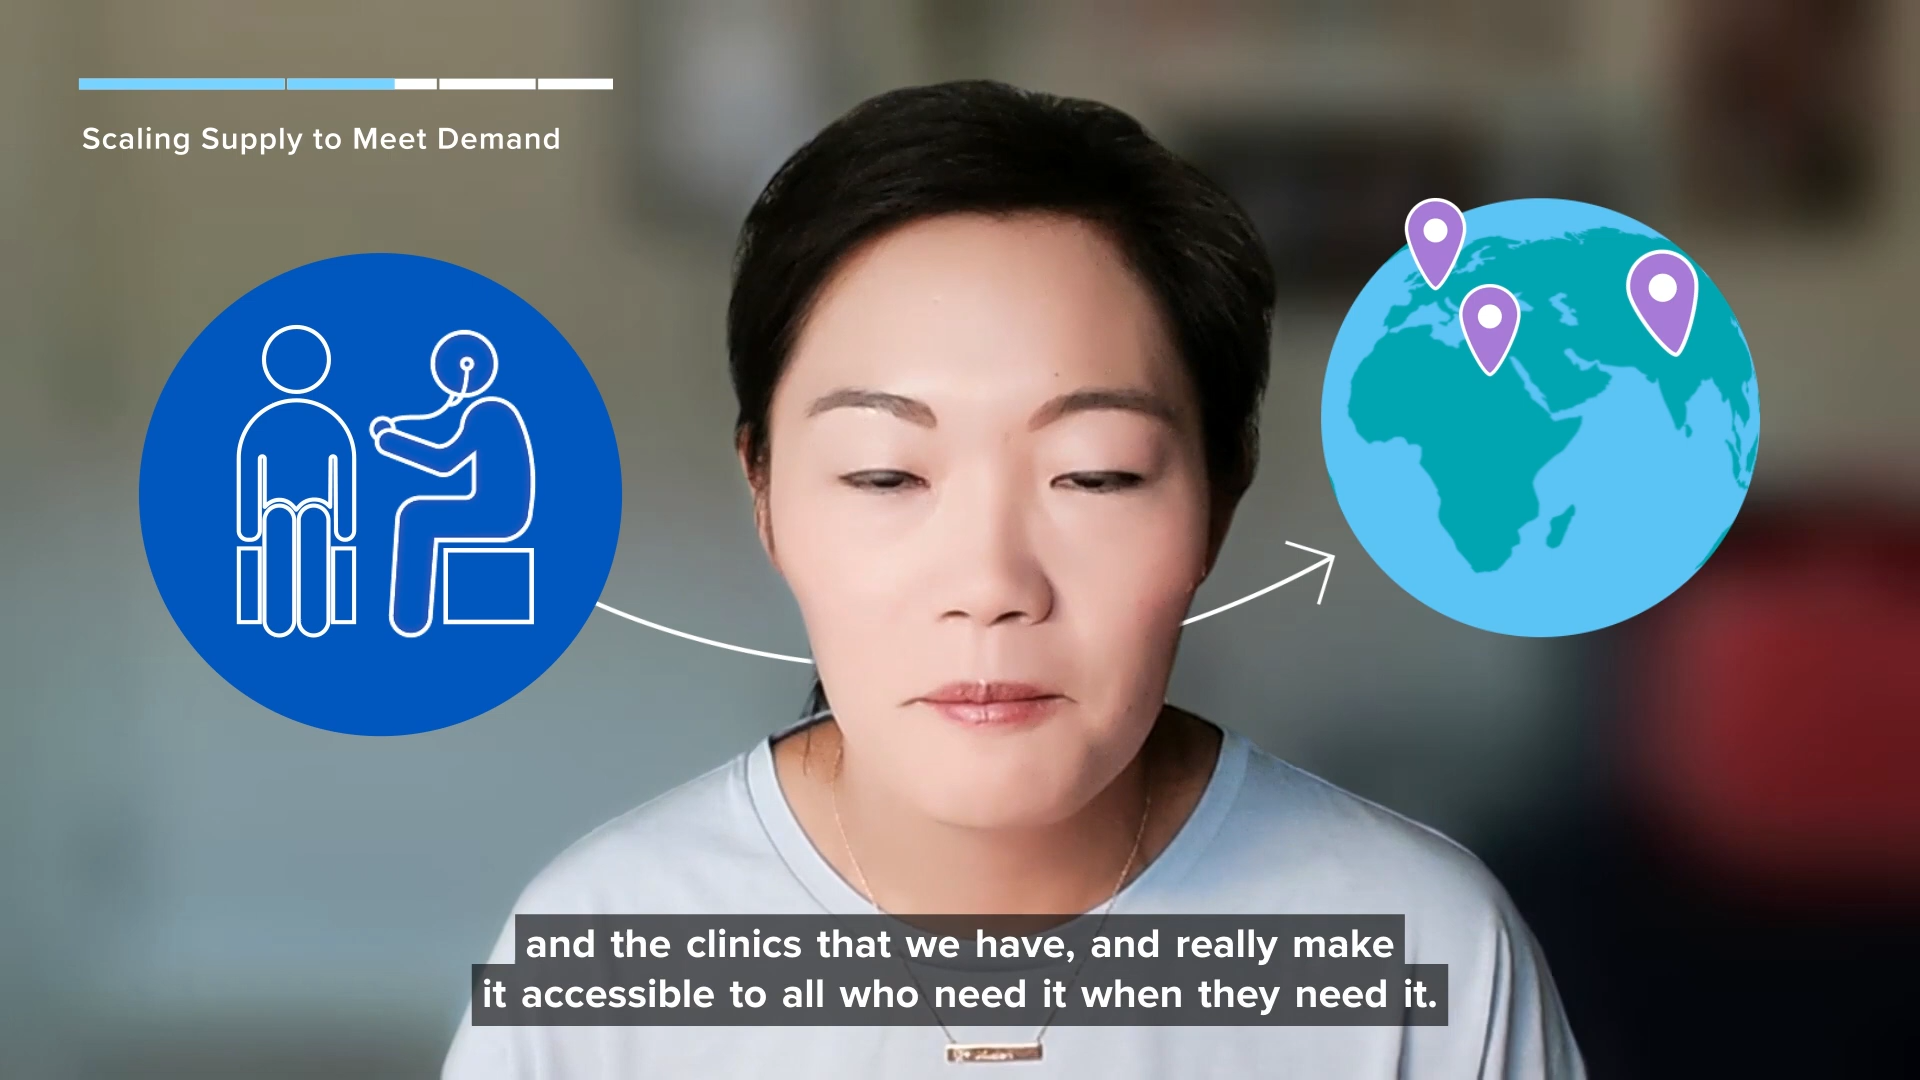 Scaling Supply to Meet Demand
and the clinics that we have, and really make
it accessible to all who need it when they need it.